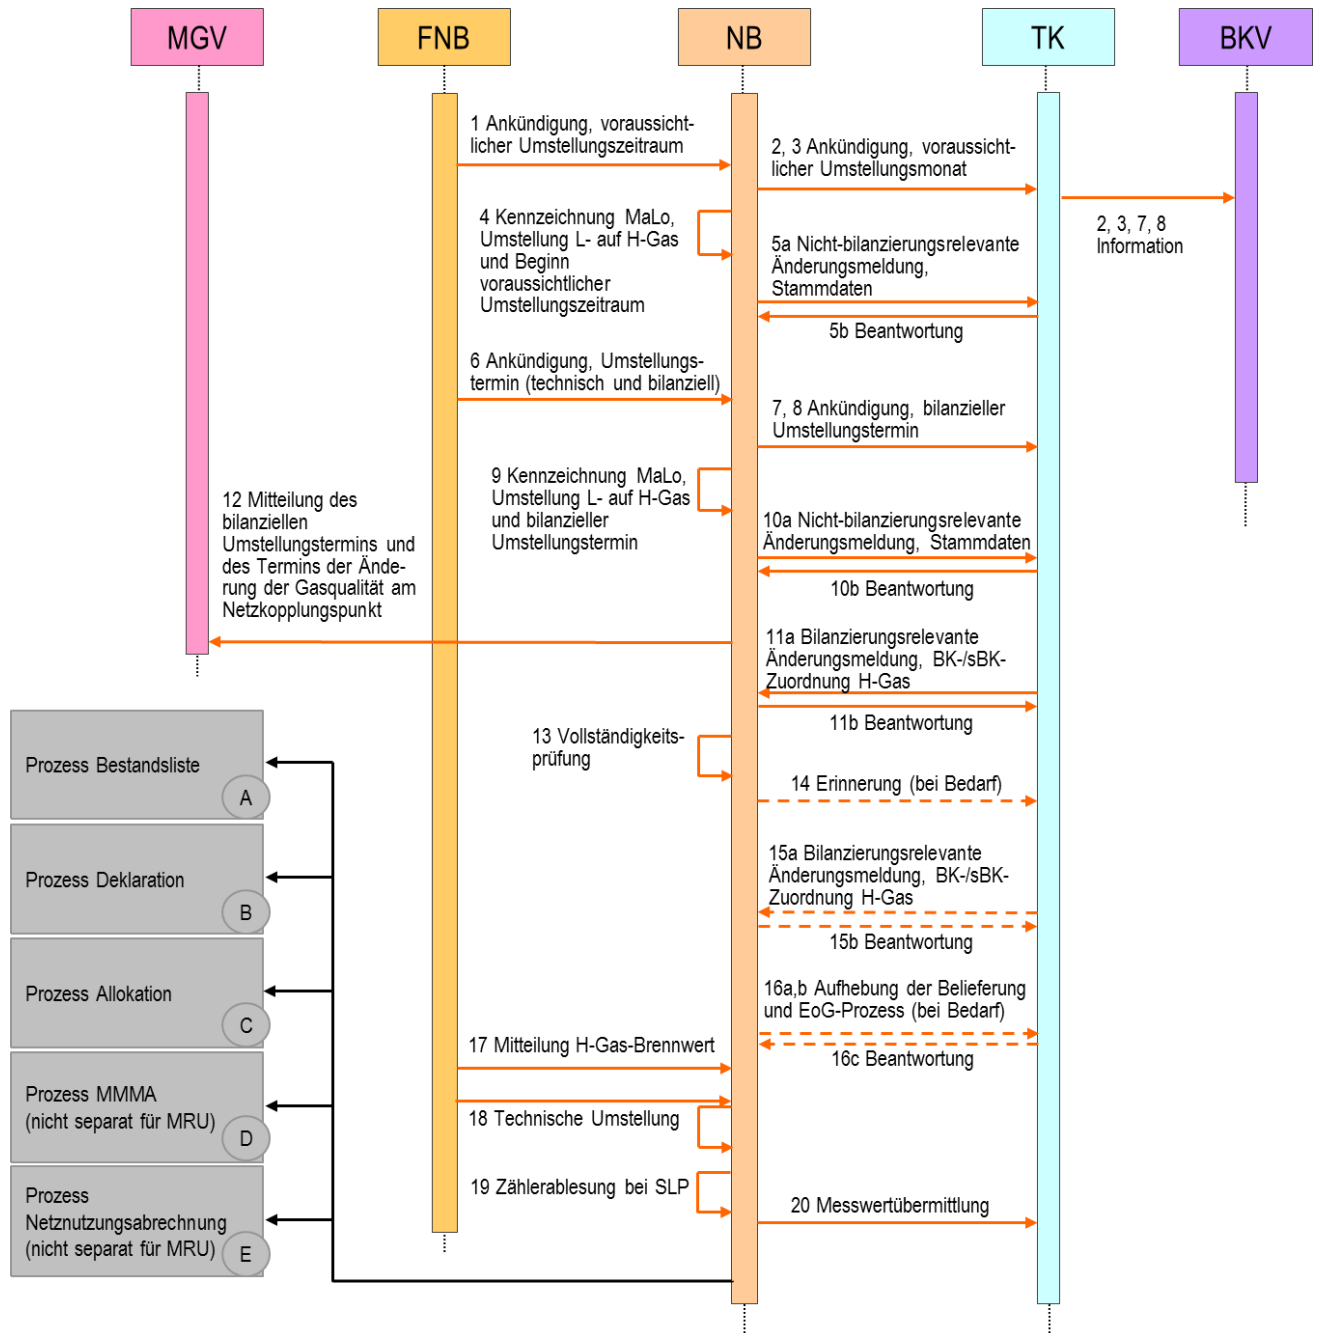 MGV
FNB
NB
TK
BKV
1 Ankündigung, voraussicht-
licher Umstellungszeitraum
2, 3 Ankündigung, voraussicht-
licher Umstellungsmonat
2, 3, 7, 8
Information
4 Kennzeichnung MaLo,
Umstellung L- auf H-Gas
und Beginn
voraussichtlicher
Umstellungszeitraum
5a Nicht-bilanzierungsrelevante
Änderungsmeldung,
Stammdaten
5b Beantwortung
6 Ankündigung, Umstellungs-
termin (technisch und bilanziell)
7, 8 Ankündigung, bilanzieller
Umstellungstermin
9 Kennzeichnung MaLo,
Umstellung L- auf H-Gas
und bilanzieller
Umstellungstermin
10a Nicht-bilanzierungsrelevante
Änderungsmeldung, Stammdaten
10b Beantwortung
12 Mitteilung des
bilanziellen
Umstellungstermins und
des Termins der Ände-
rung der Gasqualität am
Netzkopplungspunkt
11a Bilanzierungsrelevante
Änderungsmeldung, BK-/sBK-
Zuordnung H-Gas
11b Beantwortung
13 Vollständigkeits-
prüfung
14 Erinnerung (bei Bedarf)
15a Bilanzierungsrelevante
Änderungsmeldung, BK-/sBK-
Zuordnung H-Gas
15b Beantwortung
16a,b Aufhebung der Belieferung
und EoG-Prozess (bei Bedarf)
16c Beantwortung
17 Mitteilung H-Gas-Brennwert
18 Technische Umstellung
19 Zählerablesung bei SLP
20 Messwertübermittlung
Prozess Bestandsliste
A
Prozess Deklaration
B
Prozess Allokation
C
Prozess MMMA
(nicht separat für MRU)
D
Prozess
Netznutzungsabrechnung
(nicht separat für MRU)
E